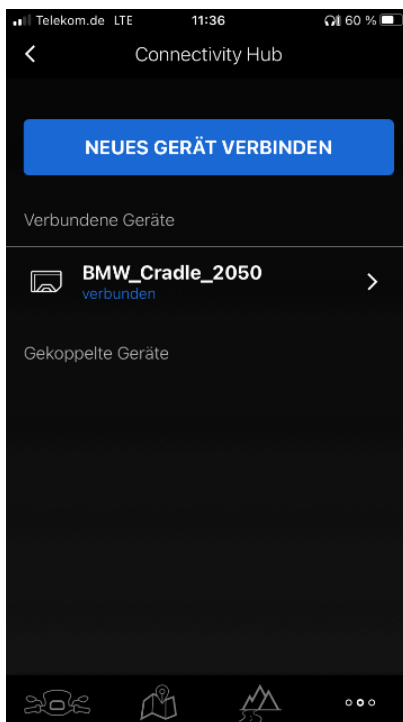 Telekom.de LTE 11:36 60 %
Connectivity Hub
NEUES GERÄT VERBINDEN
Verbundene Geräte
BMW_Cradle_2050
verbunden
Gekoppelte Geräte